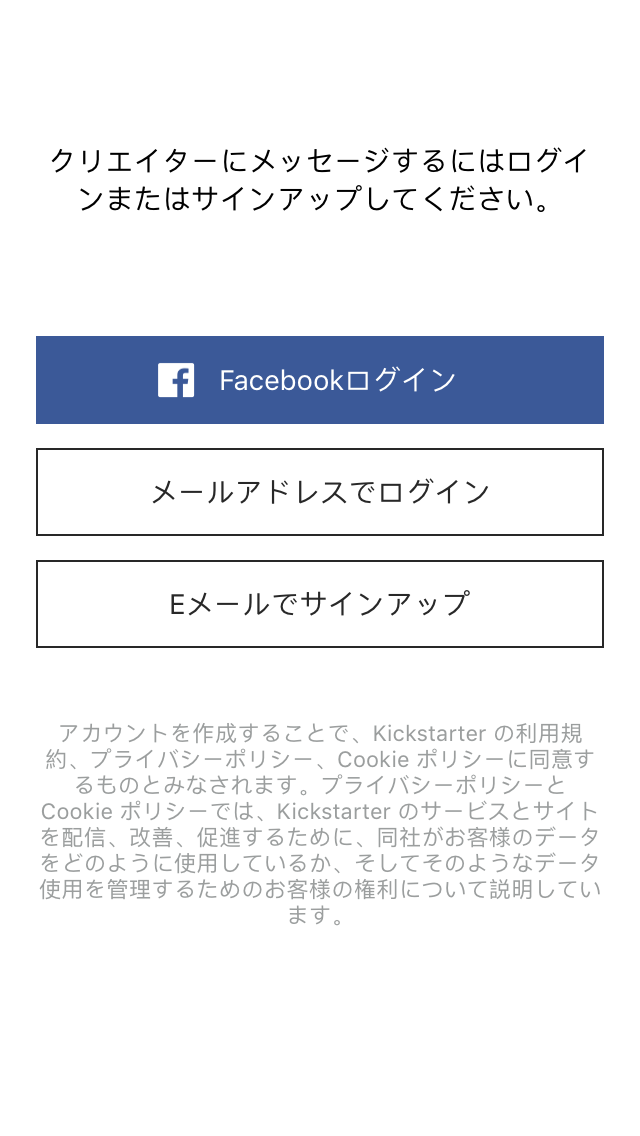 クリエイターにメッセージするにはログイ
ンまたはサインアップしてください。
Facebookログイン
メールアドレスでログイン
Eメールでサインアップ
アカウントを作成することで、Kickstarter の利用規
約、プライバシーポリシー、Cookie ポリシーに同意す
るものとみなされます。プライバシーポリシーと
Cookie ポリシーでは、Kickstarter のサービスとサイト
を配信、改善、促進するために、同社がお客様のデータ
をどのように使用しているか、そしてそのようなデータ
使用を管理するためのお客様の権利について説明してい
ます。